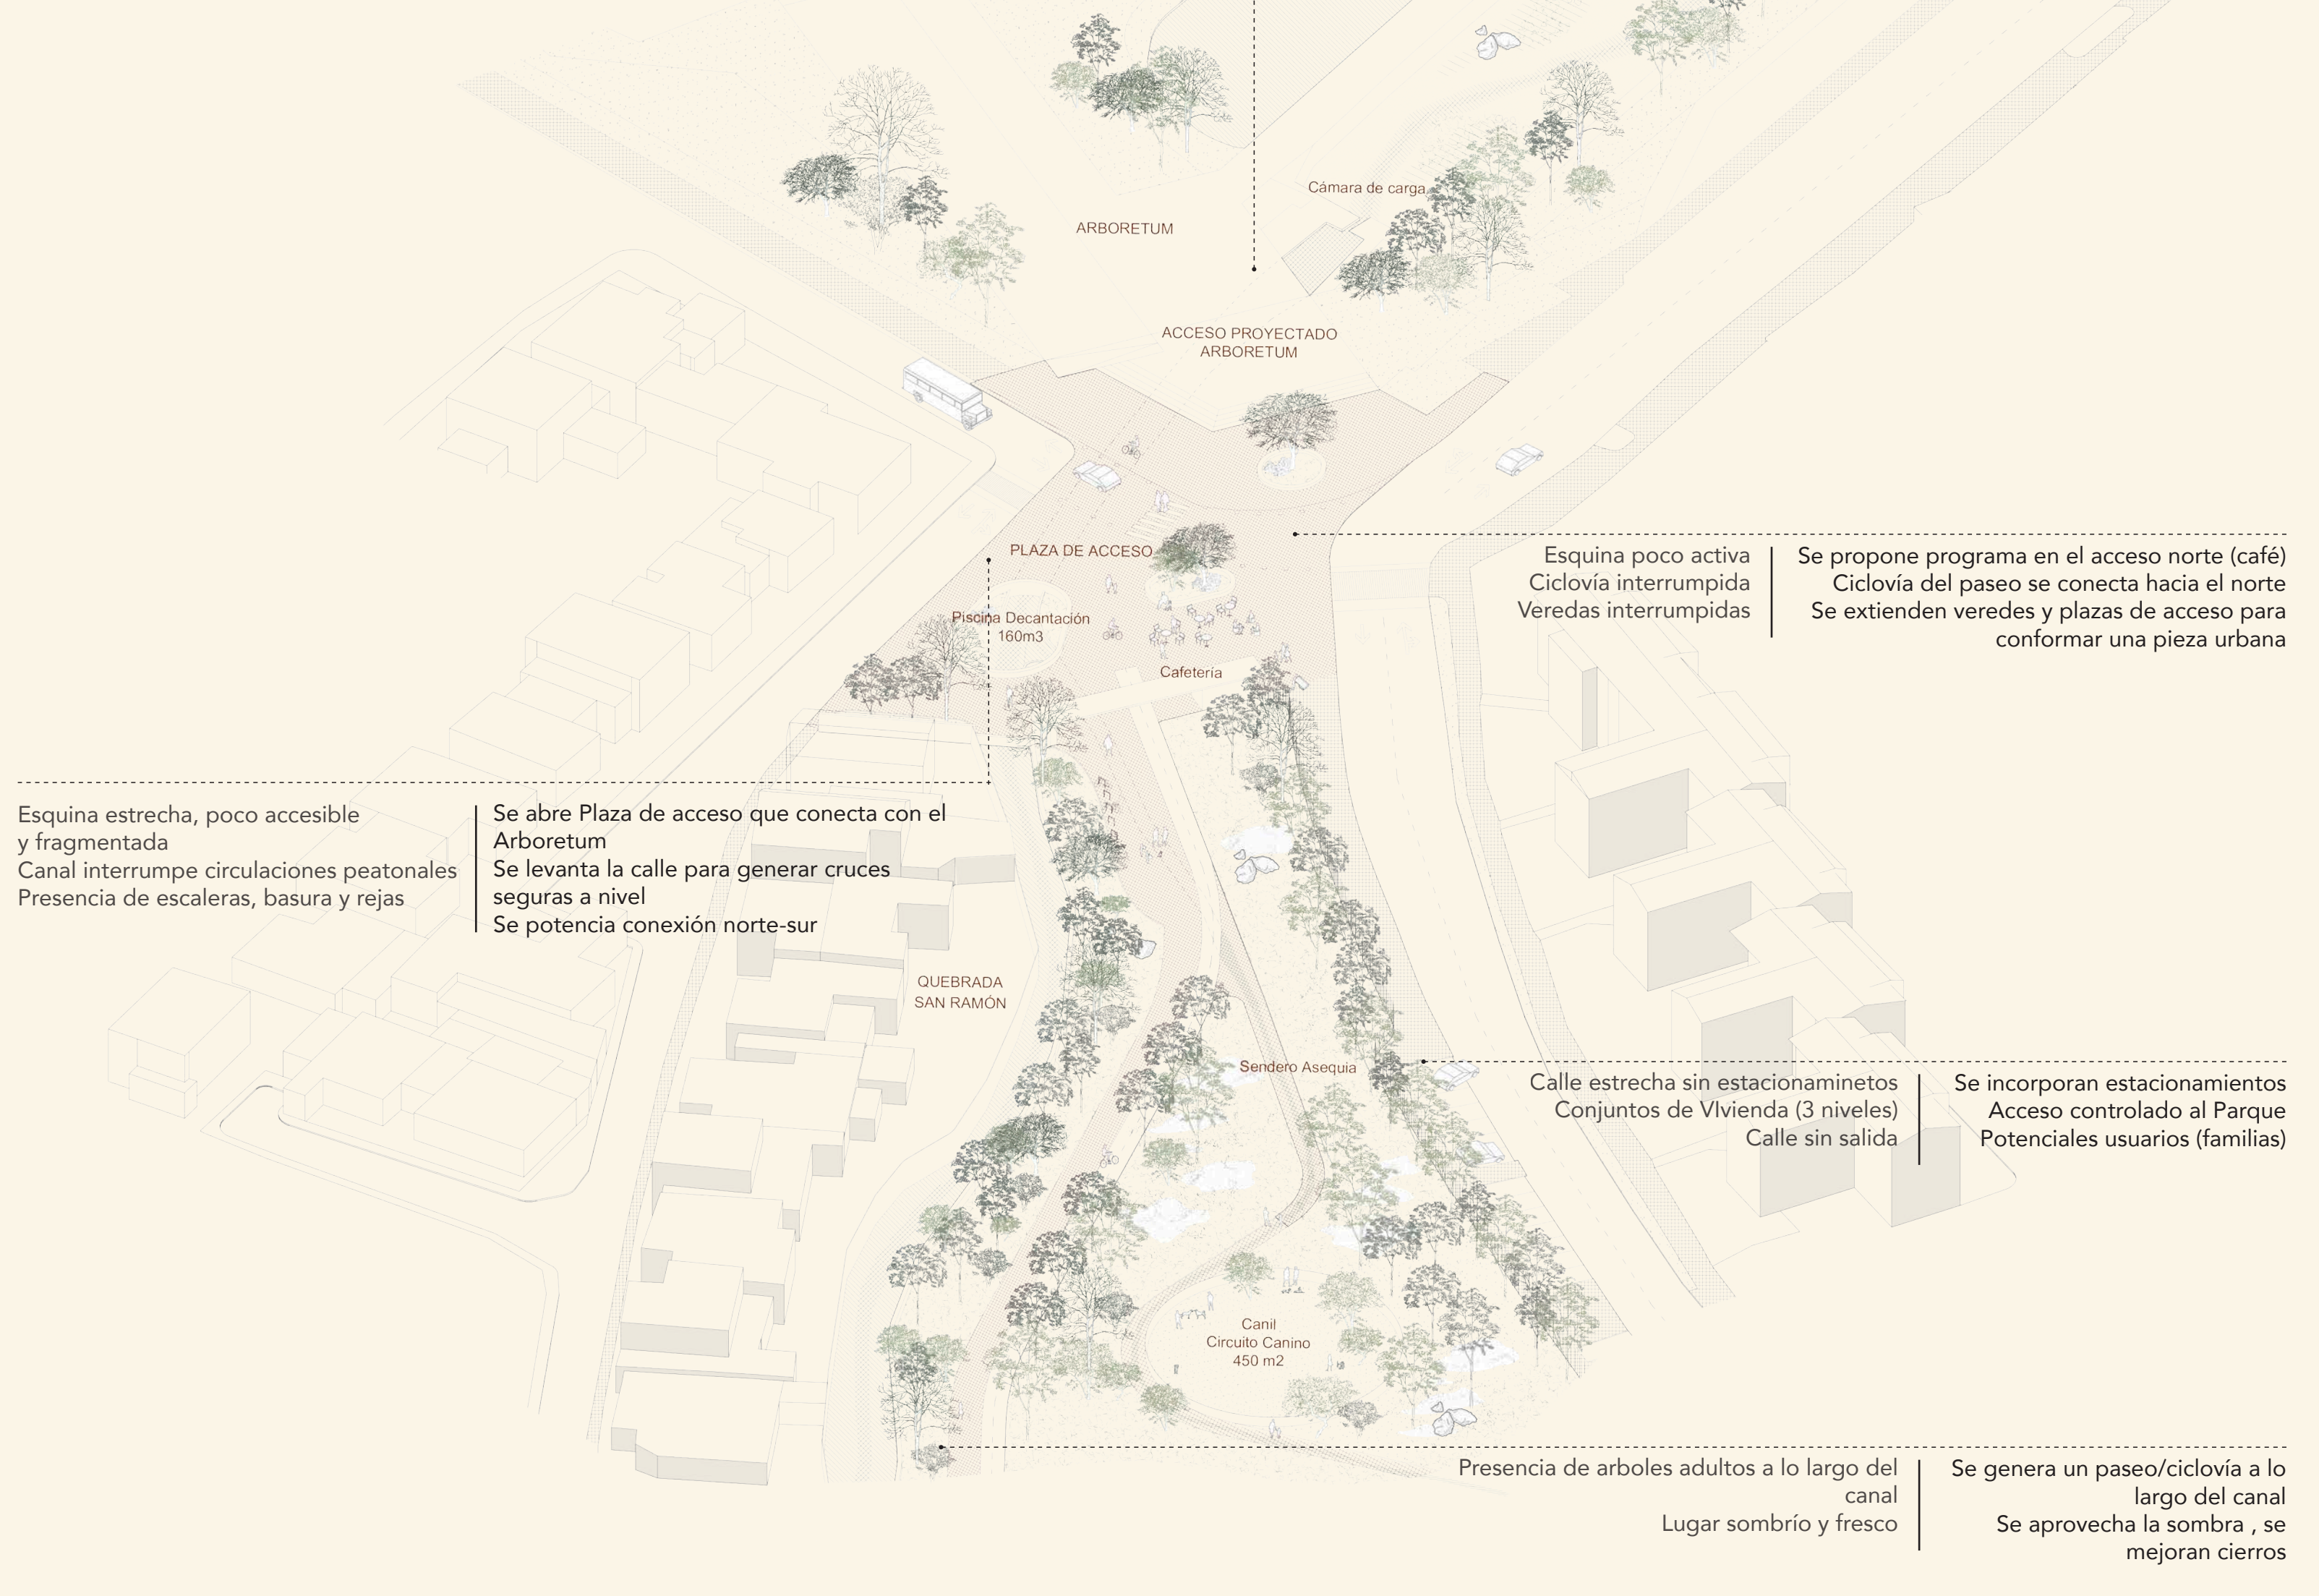 Cámara de carga
ARBORETUM
ACCESO PROYECTADO
ARBORETUM
PLAZA DE ACCESO
Piscina Decantación
160m3
Cafetería
Esquina poco activa
Ciclovía interrumpida
Veredas interrumpidas
Se propone programa en el acceso norte (café)
Ciclovía del paseo se conecta hacia el norte
Se extienden veredes y plazas de acceso para
conformar una pieza urbana
Esquina estrecha, poco accesible
y fragmentada
Canal interrumpe circulaciones peatonales
Presencia de escaleras, basura y rejas
Se abre Plaza de acceso que conecta con el
Arboretum
Se levanta la calle para generar cruces
seguras a nivel
Se potencia conexión norte-sur
QUEBRADA
SAN RAMÓN
Sendero Asequia
Calle estrecha sin estacionaminetos
Conjuntos de VIvienda (3 niveles)
Calle sin salida
Se incorporan estacionamientos
Acceso controlado al Parque
Potenciales usuarios (familias)
Canil
Circuito Canino
450 m2
Presencia de arboles adultos a lo largo del
canal
Lugar sombrío y fresco
Se genera un paseo/ciclovía a lo
largo del canal
Se aprovecha la sombra , se
mejoran cierros